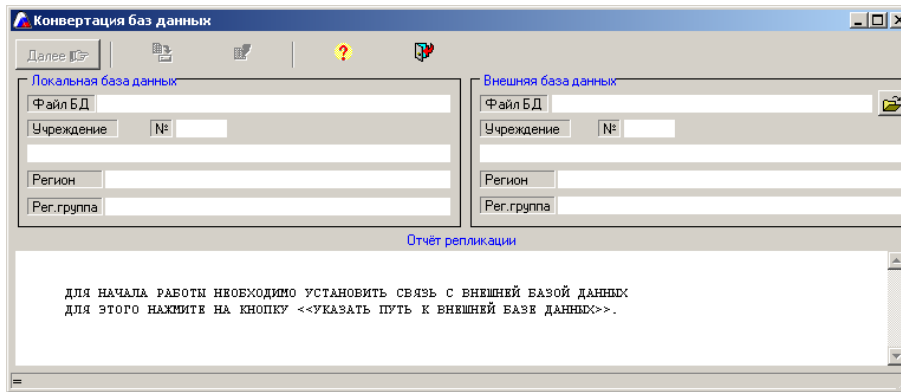 Конвертация баз данных
Далее
?
Локальная база данных
Файл БД
Учреждение №
Регион
Рег.группа
Внешняя база данных
Файл БД
Учреждение №
Регион
Рег.группа
Отчёт репликации
ДЛЯ НАЧАЛА РАБОТЫ НЕОБХОДИМО УСТАНОВИТЬ СВЯЗЬ С ВНЕШНЕЙ БАЗОЙ ДАННЫХ
ДЛЯ ЭТОГО НАЖМИТЕ НА КНОПКУ <<УКАЗАТЬ ПУТЬ К ВНЕШНЕЙ БАЗЕ ДАННЫХ>>.
=